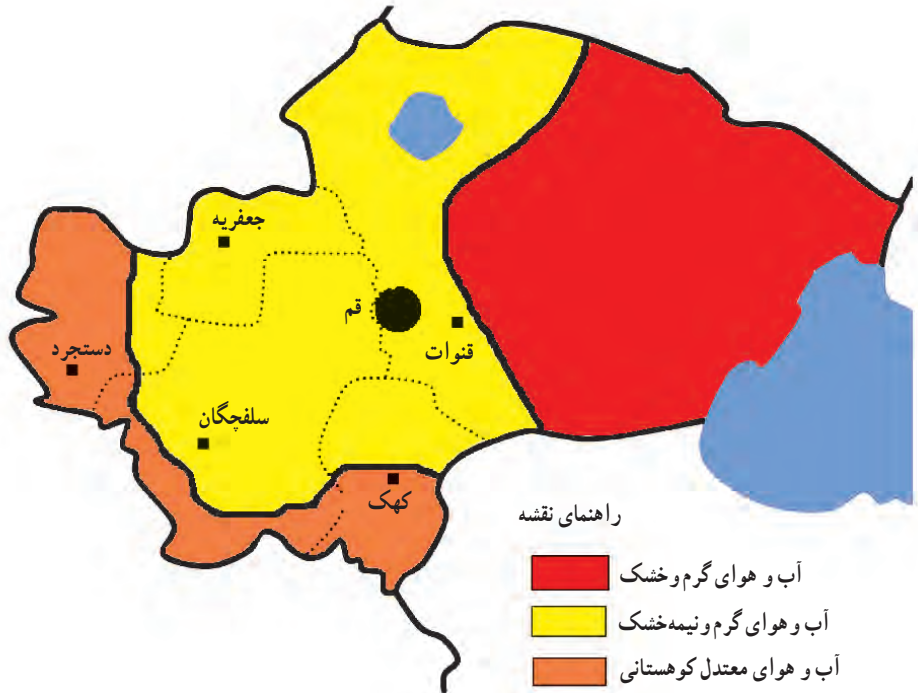 جعفریه
قم
قنوات
دستجرد
سلفچگان
کهک
راهنمای نقشه
آب و هوای گرم و خشک
آب و هوای گرم و نیمه‌خشک
آب و هوای معتدل کوهستانی